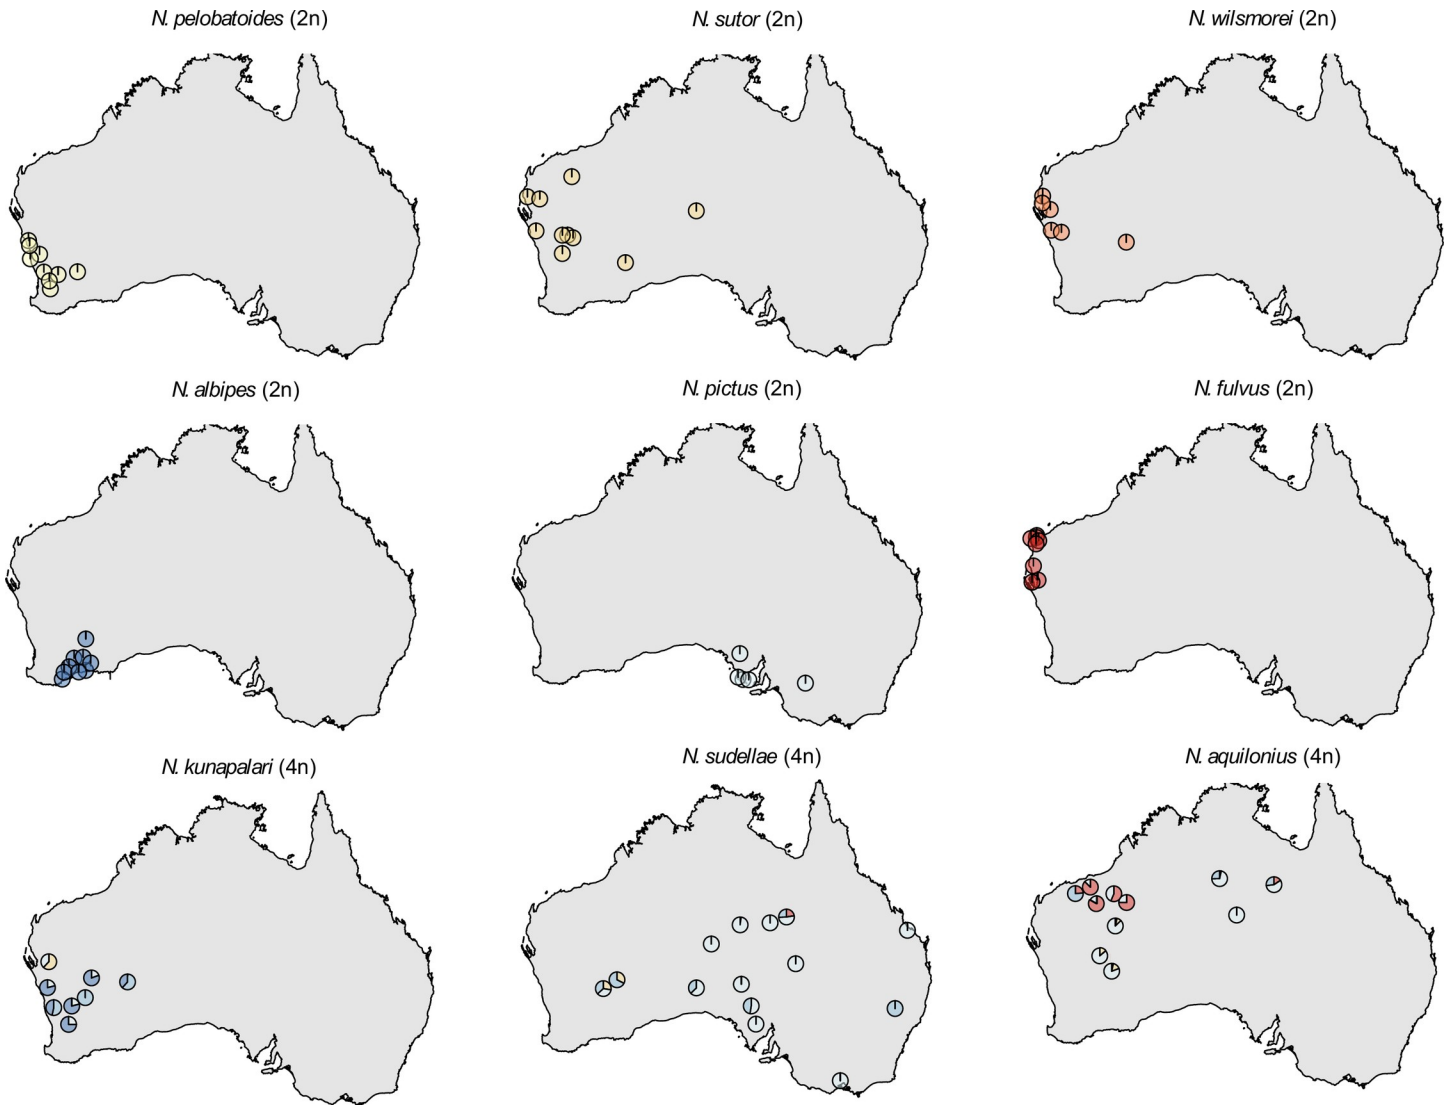 N. pelobatoides (2n)
N. sutor (2n)
N. wilsmorei (2n)
N. albipes (2n)
N. pictus (2n)
N. fulvus (2n)
N. kunapalari (4n)
N. sudellae (4n)
N. aquilonius (4n)